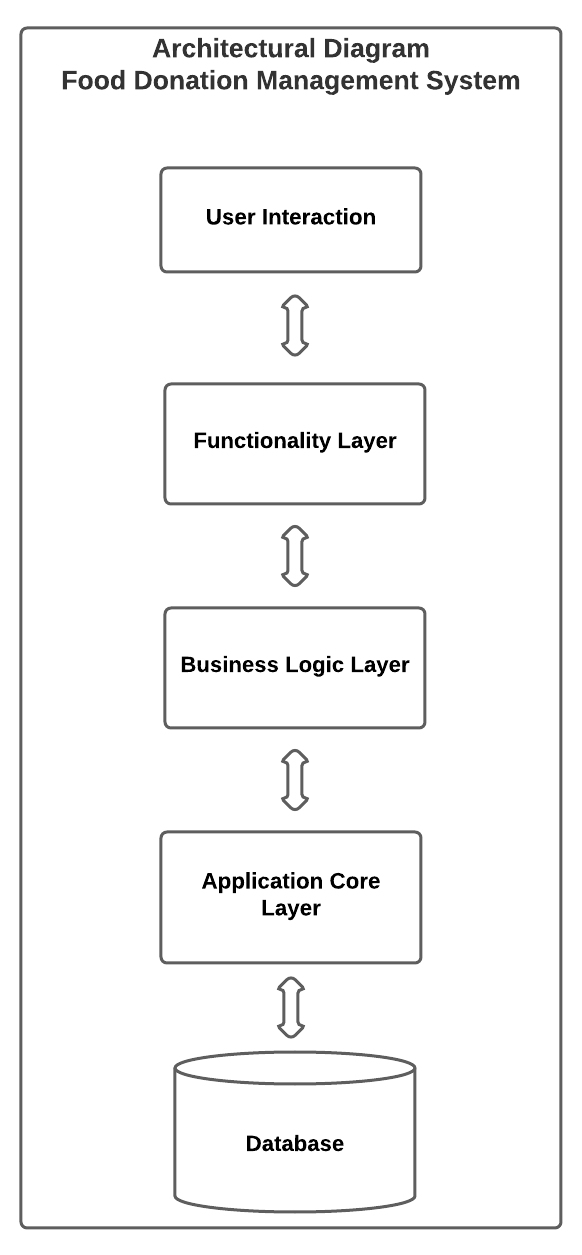 Architectural Diagram
Food Donation Management System
User Interaction
Functionality Layer
Business Logic Layer
Application Core
Layer
Database